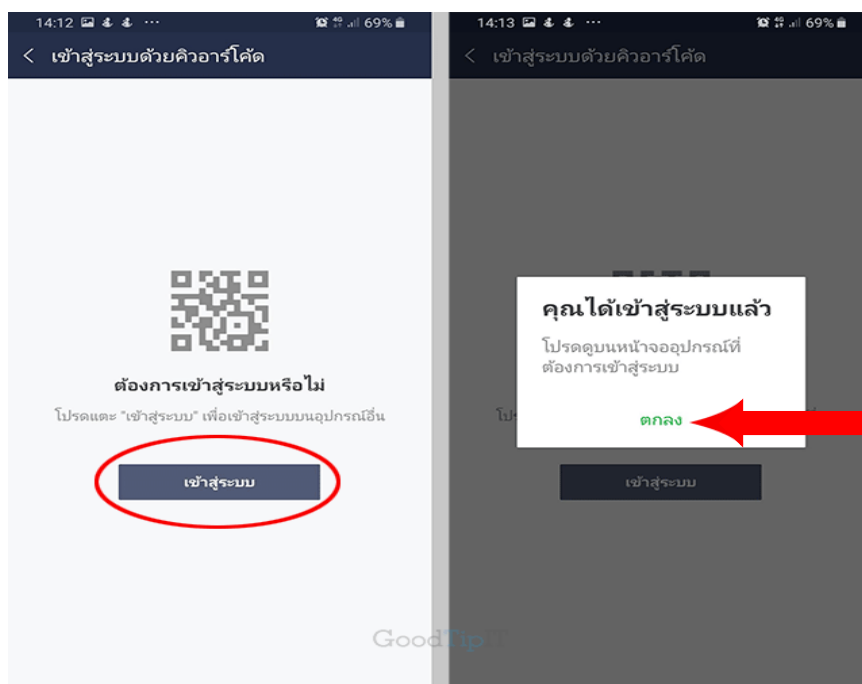 14:12
69%
เข้าสู่ระบบด้วยคิวอาร์โค้ด
ต้องการเข้าสู่ระบบหรือไม่
โปรดแตะ "เข้าสู่ระบบ" เพื่อเข้าสู่ระบบบนอุปกรณ์อื่น
เข้าสู่ระบบ
14:13
69%
เข้าสู่ระบบด้วยคิวอาร์โค้ด
คุณได้เข้าสู่ระบบแล้ว
โปรดดูบนหน้าจออุปกรณ์ที่
ต้องการเข้าสู่ระบบ
ตกลง
เข้าสู่ระบบ
GoodTipIT